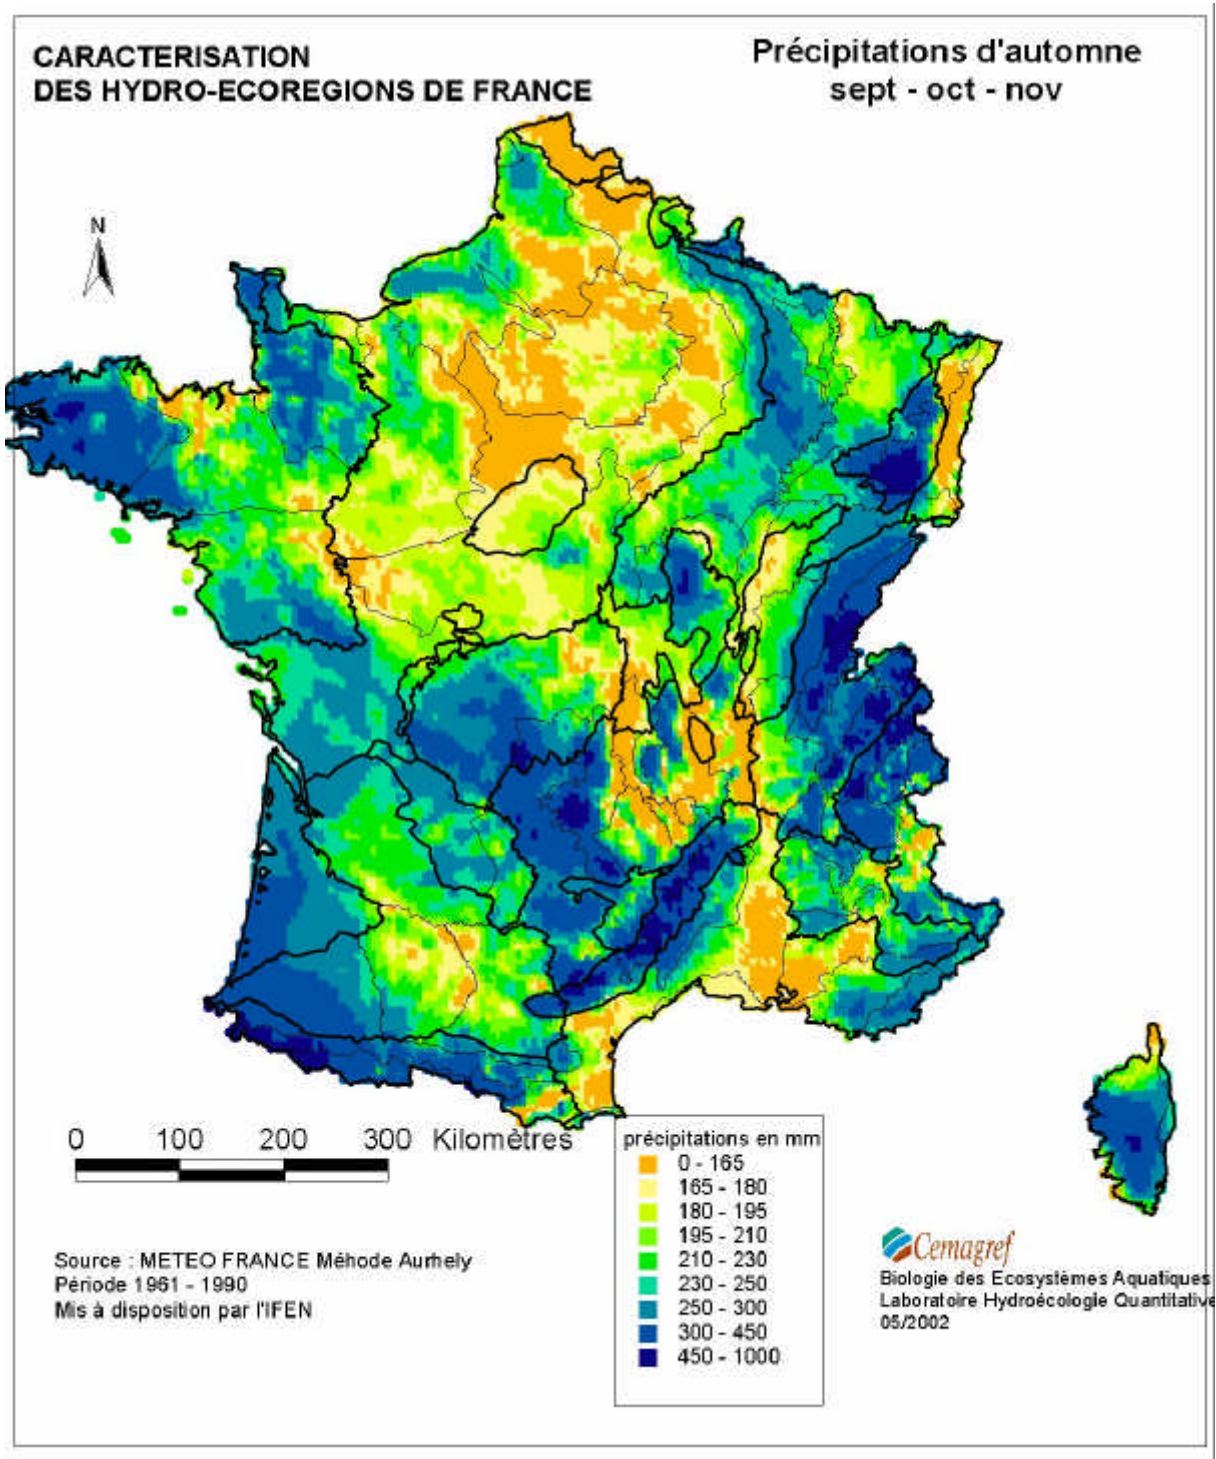 CARACTERISATION
DES HYDRO-ECOREGIONS DE FRANCE
Précipitations d'automne
sept - oct - nov
N
0 100 200 300 Kilomètres
précipitations en mm
0 - 165
165 - 180
180 - 195
195 - 210
210 - 230
230 - 250
250 - 300
300 - 450
450 - 1000
Source : METEO FRANCE Méhode Aurhely
Période 1961 - 1990
Mis à disposition par l'IFEN
Cemagref
Biologie des Ecosystèmes Aquatiques
Laboratoire Hydroécologie Quantitative
05/2002